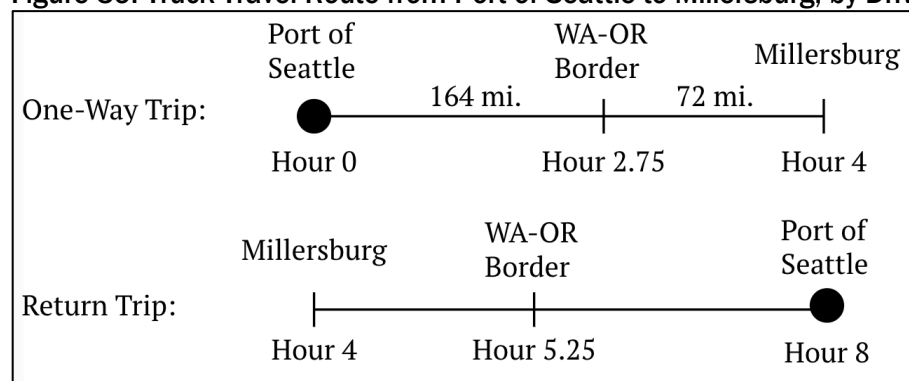 Port of
Seattle
WA-OR
Border
Millersburg
One-Way Trip:
164 mi.
72 mi.
Hour 0
Hour 2.75
Hour 4
Millersburg
WA-OR
Border
Port of
Seattle
Return Trip:
Hour 4
Hour 5.25
Hour 8